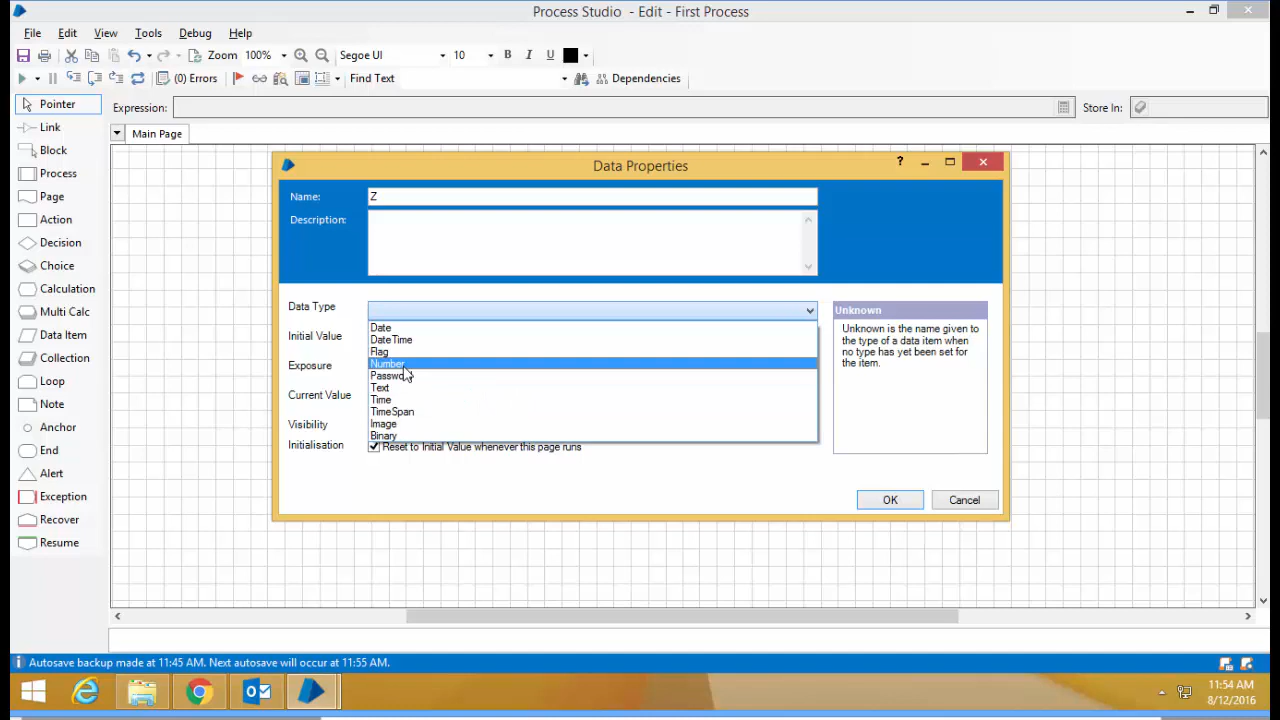 Process Studio - Edit - First Process
File Edit View Tools Debug Help
Zoom 100% Segoe UI 10 B I U
(0) Errors Find Text Dependencies
Pointer
Expression: Store In:
Link
Main Page
Block
Process
Page
Action
Decision
Choice
Calculation
Multi Calc
Data Item
Collection
Loop
Note
Anchor
End
Alert
Exception
Recover
Resume
Data Properties
?
Name: Z
Description:
Data Type
Initial Value
Exposure
Current Value
Visibility
Initialisation
Date
DateTime
Flag
Number
Text
Time
TimeSpan
Image
Binary
Reset to Initial Value whenever this page runs
Unknown
Unknown is the name given to
the type of a data item when
no type has yet been set for
the item.
OK Cancel
Autosave backup made at 11:45 AM. Next autosave will occur at 11:55 AM.
11:54 AM
8/12/2016